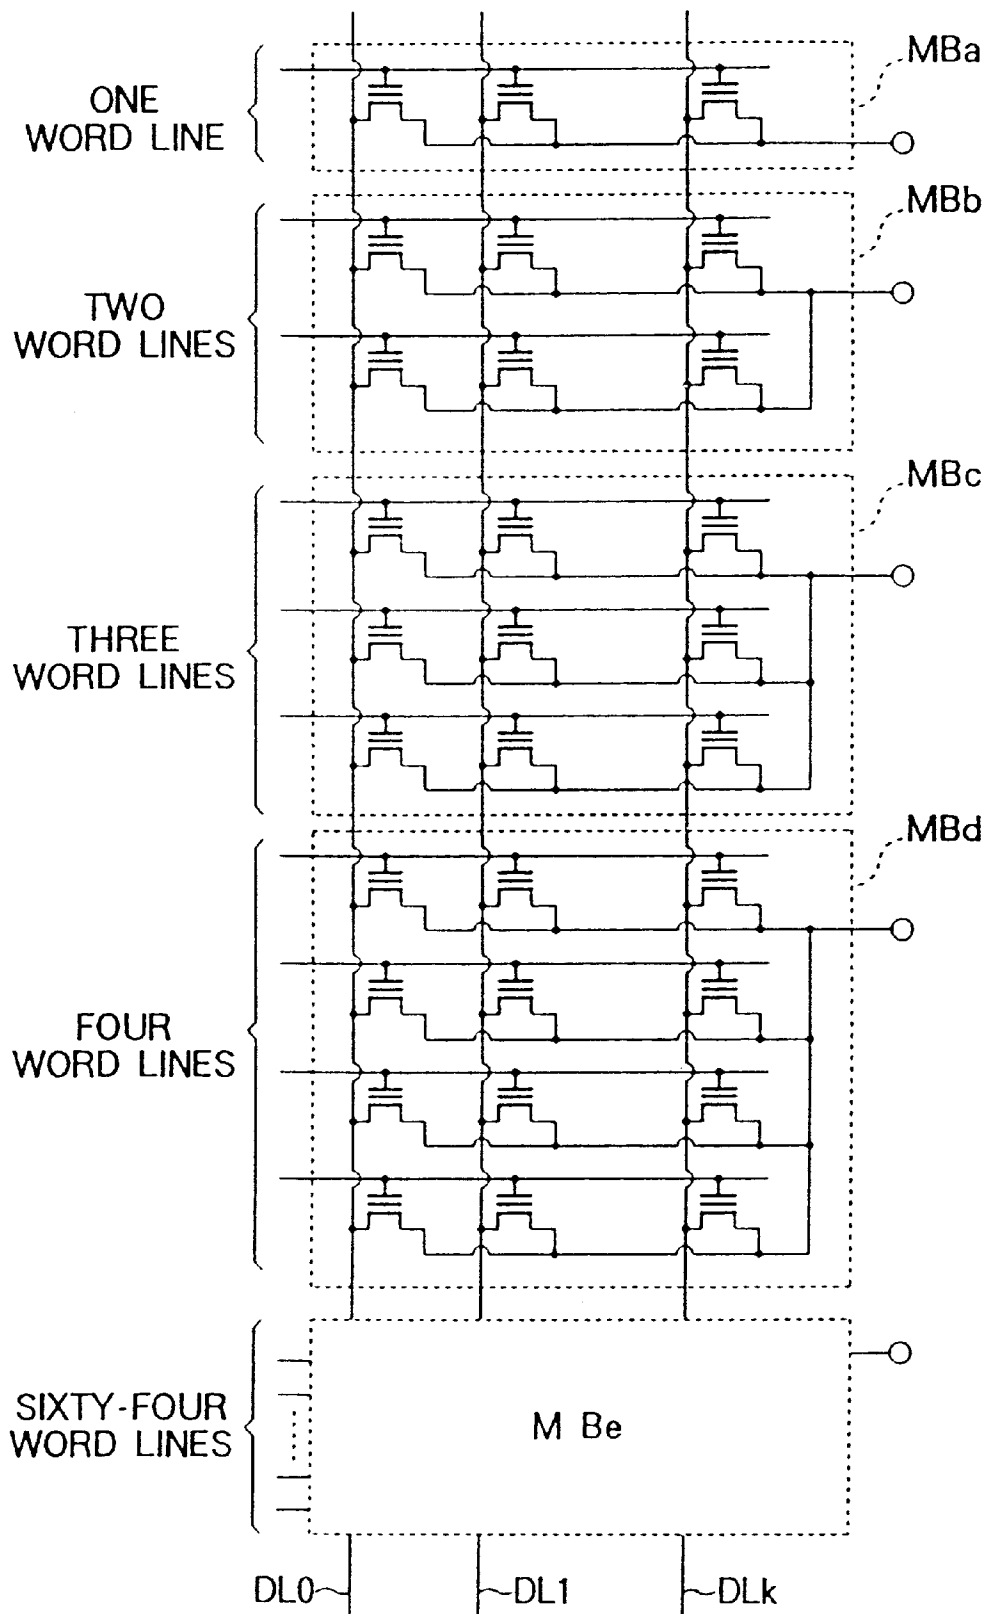 MBa
ONE
WORD LINE
MBb
TWO
WORD LINES
MBc
THREE
WORD LINES
MBd
FOUR
WORD LINES
SIXTY-FOUR
WORD LINES
M Be
DL0
DL1
DLk